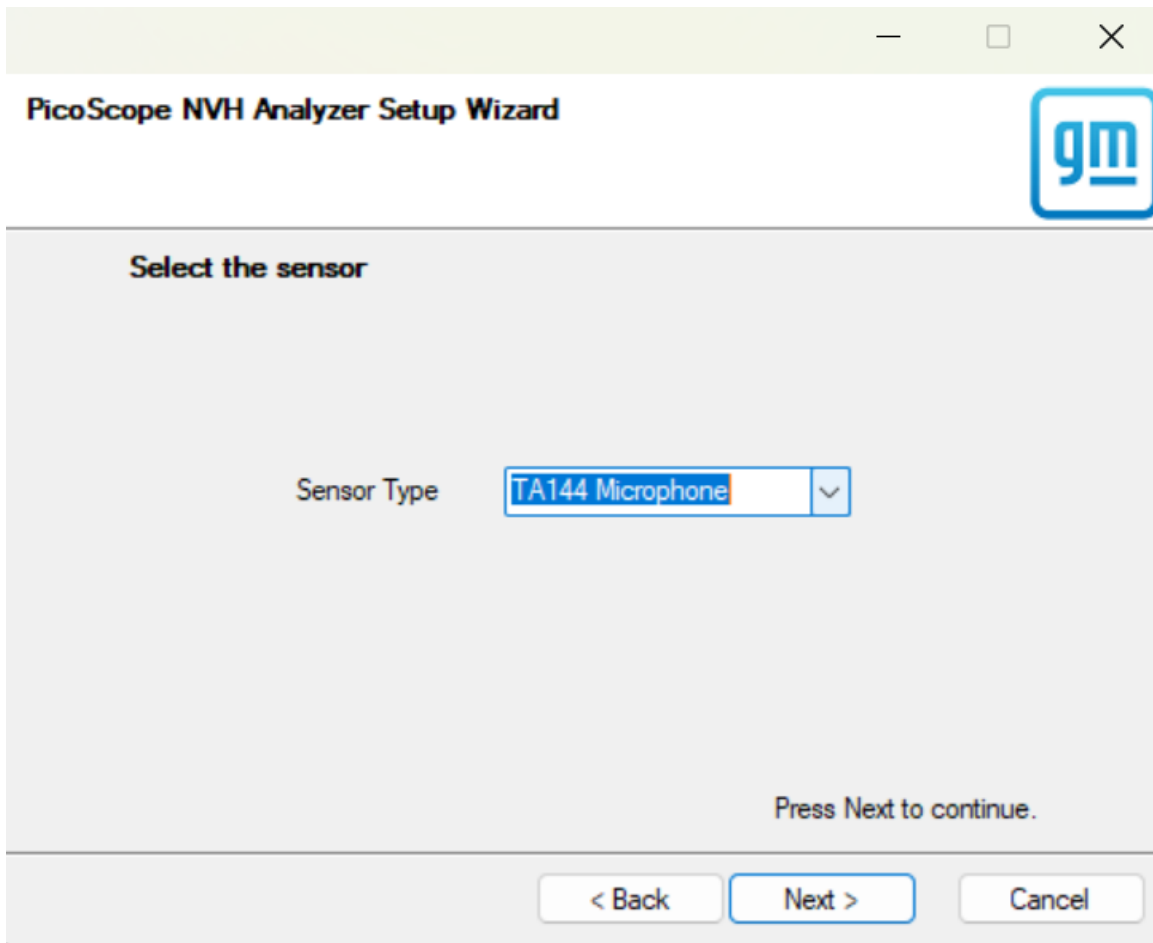 PicoScope NVH Analyzer Setup Wizard
gm
Select the sensor
Sensor Type TA144 Microphone
Press Next to continue.
< Back Next > Cancel